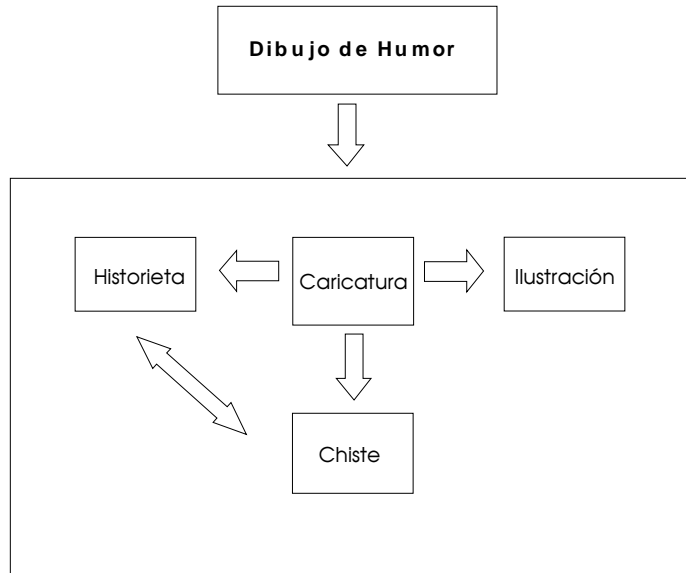 Dibujo de Humor
Historieta
Caricatura
Ilustración
Chiste